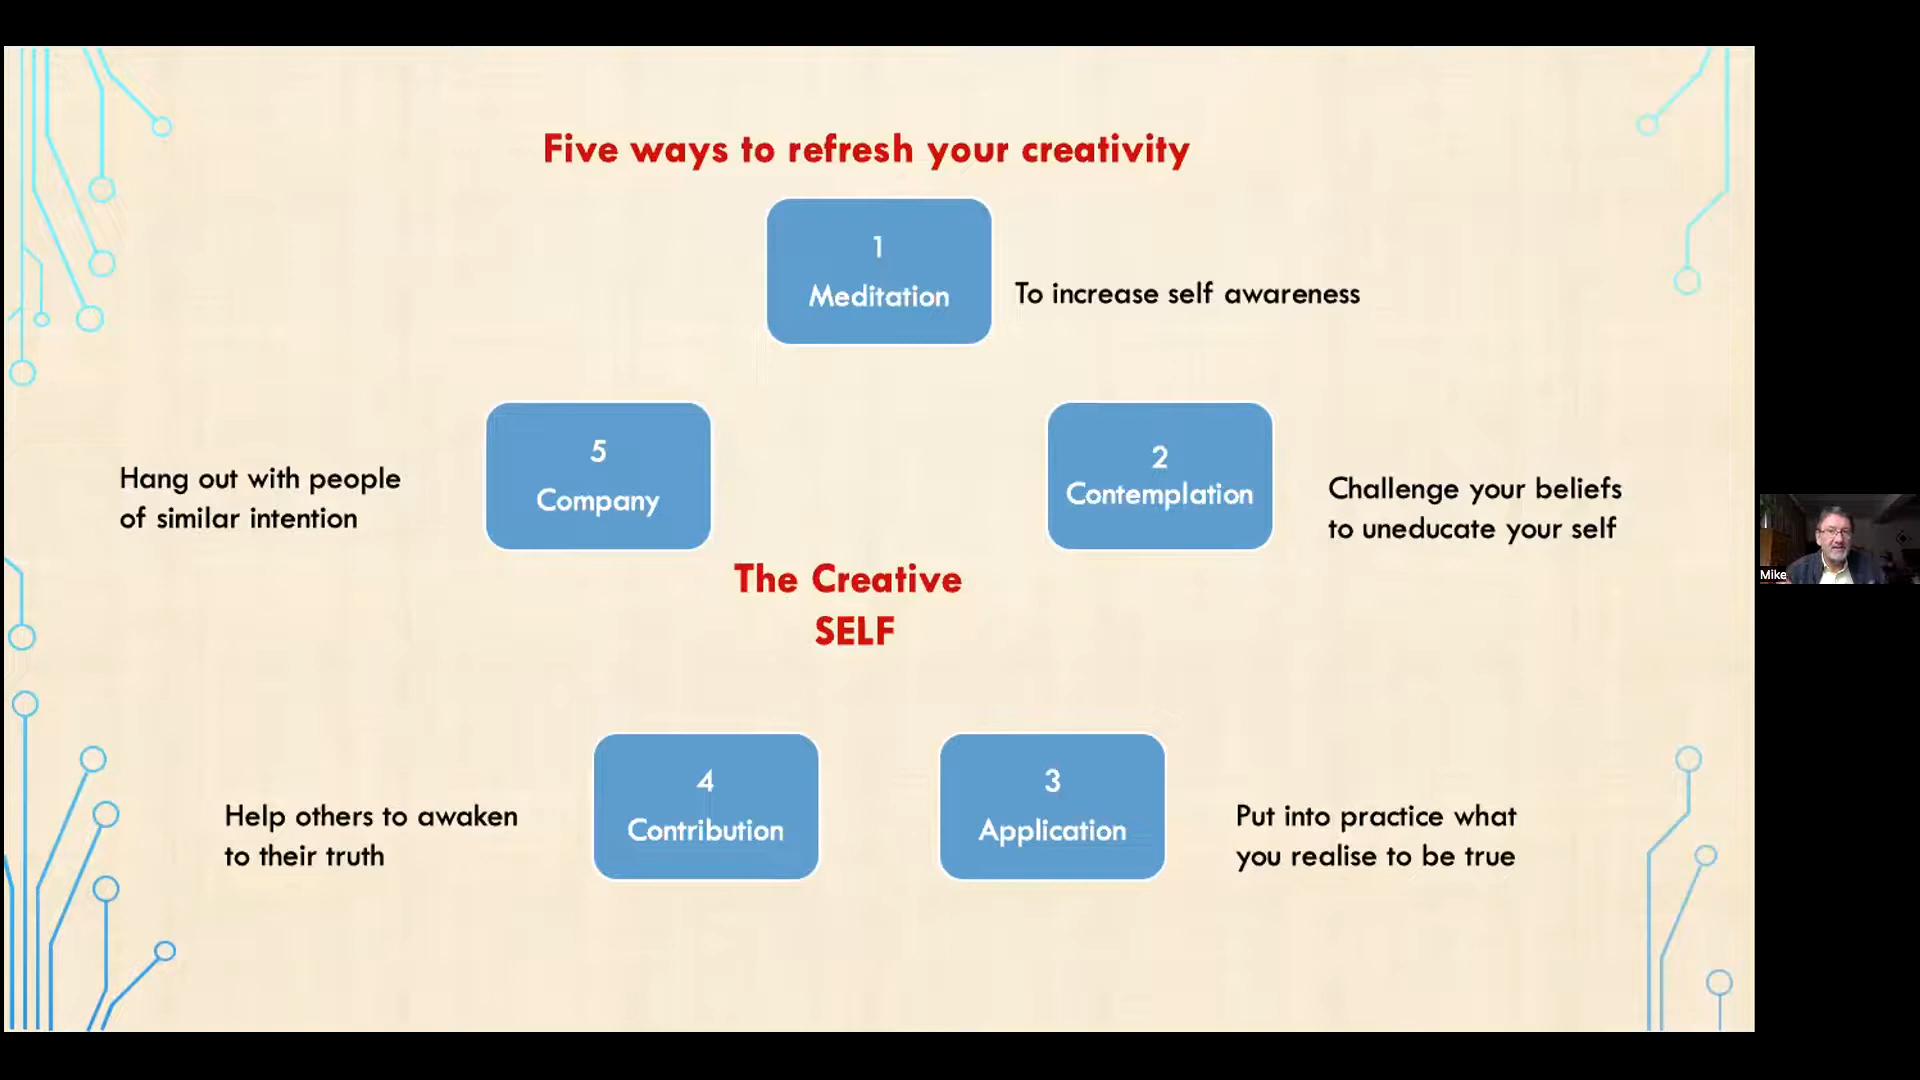 Five ways to refresh your creativity
1
Meditation
To increase self awareness
2
Contemplation
Challenge your beliefs
to uneducate your self
3
Application
Put into practice what
you realise to be true
4
Contribution
Help others to awaken
to their truth
5
Company
Hang out with people
of similar intention
The Creative
SELF
Mike